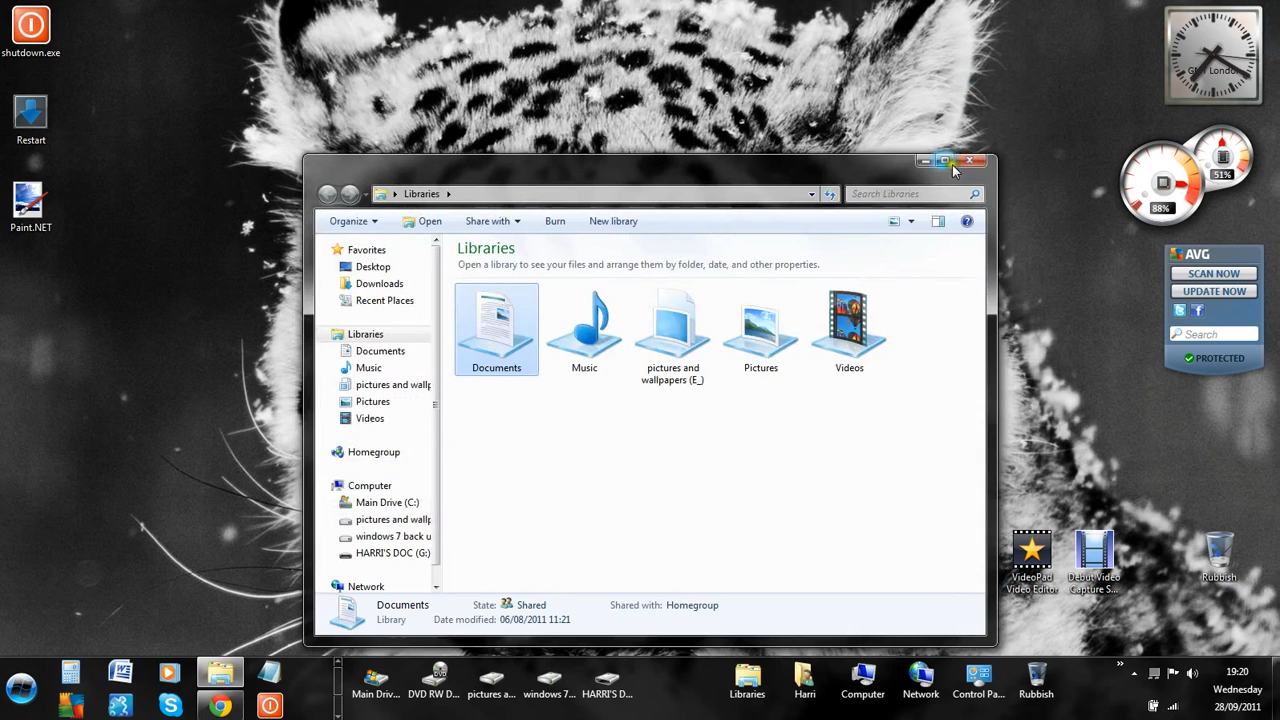 shutdown.exe
Restart
Paint.NET
GMT London
51%
88%
AVG
SCAN NOW
UPDATE NOW
Search
PROTECTED
Libraries
Search Libraries
Organize
Open
Share with
Burn
New library
Favorites
Desktop
Downloads
Recent Places
Libraries
Documents
Music
pictures and wallp
Pictures
Videos
Homegroup
Computer
Main Drive (C:)
pictures and wallp
windows 7 back u
HARRI'S DOC (G:)
Network
Libraries
Open a library to see your files and arrange them by folder, date, and other properties.
Documents
Music
pictures and
wallpapers (E_)
Pictures
Videos
Documents
State:
Shared
Shared with:
Homegroup
Library
Date modified: 06/08/2011 11:21
VideoPad
Video Editor
Debut Video
Capture S...
Rubbish
Main Driv...
DVD RW D...
pictures a...
windows 7...
HARRI'S D...
Libraries
Harri
Computer
Network
Control Pa...
Rubbish
19:20
Wednesday
28/09/2011